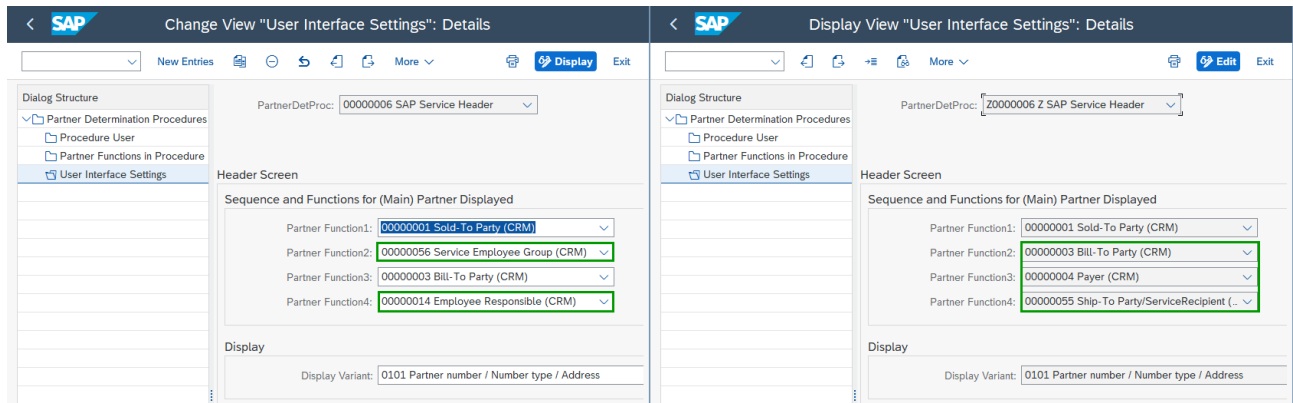 SAP Change View "User Interface Settings": Details
New Entries More Display Exit
Dialog Structure
PartnerDetProc: 00000006 SAP Service Header
Partner Determination Procedures
Procedure User
Partner Functions in Procedure
User Interface Settings
Header Screen
Sequence and Functions for (Main) Partner Displayed
Partner Function1: 00000001 Sold-To Party (CRM)
Partner Function2: 00000056 Service Employee Group (CRM)
Partner Function3: 00000003 Bill-To Party (CRM)
Partner Function4: 00000014 Employee Responsible (CRM)
Display
Display Variant: 0101 Partner number / Number type / Address
SAP Display View "User Interface Settings": Details
More Edit Exit
Dialog Structure
PartnerDetProc: Z0000006 Z SAP Service Header
Partner Determination Procedures
Procedure User
Partner Functions in Procedure
User Interface Settings
Header Screen
Sequence and Functions for (Main) Partner Displayed
Partner Function1: 00000001 Sold-To Party (CRM)
Partner Function2: 00000003 Bill-To Party (CRM)
Partner Function3: 00000004 Payer (CRM)
Partner Function4: 00000055 Ship-To Party/ServiceRecipient (..
Display
Display Variant: 0101 Partner number / Number type / Address